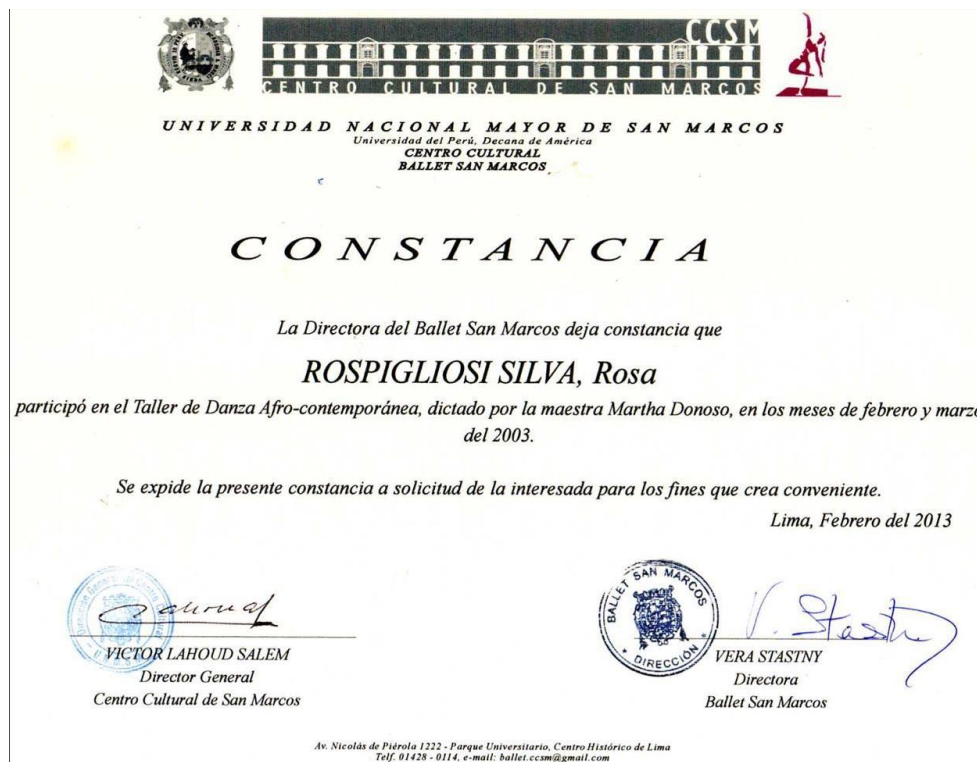 CCSM
CENTRO CULTURAL DE SAN MARCOS
UNIVERSIDAD NACIONAL MAYOR DE SAN MARCOS
Universidad del Perú, Decana de América
CENTRO CULTURAL
BALLET SAN MARCOS
CONSTANCIA
La Directora del Ballet San Marcos deja constancia que
ROSPIGLIOSI SILVA, Rosa
participó en el Taller de Danza Afro-contemporánea, dictado por la maestra Martha Donoso, en los meses de febrero y marzo
del 2003.
Se expide la presente constancia a solicitud de la interesada para los fines que crea conveniente.
Lima, Febrero del 2013
BALLET SAN MARCOS
* DIRECCIÓN *
V. Stastny
VICTOR LAHOUD SALEM
Director General
Centro Cultural de San Marcos
VERA STASTNY
Directora
Ballet San Marcos
Av. Nicolás de Piérola 1222 - Parque Universitario, Centro Histórico de Lima
Telf. 01428 - 0114, e-mail: ballet.ccsm@gmail.com